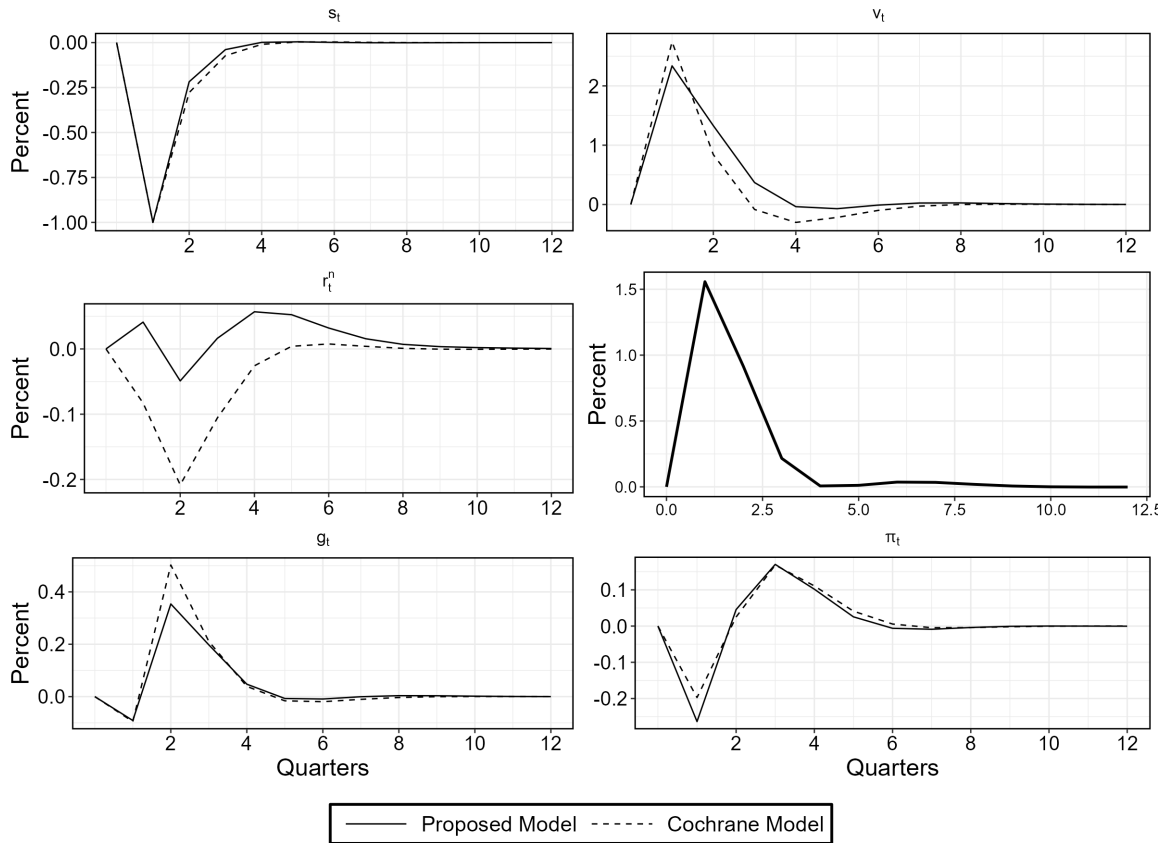 s_t
v_t
Percent
0.00
-0.25
-0.50
-0.75
-1.00
2 4 6 8 10 12
2
1
0
2 4 6 8 10 12
r_t^n
Percent
0.0
-0.1
-0.2
2 4 6 8 10 12
Percent
1.5
1.0
0.5
0.0
0.0 2.5 5.0 7.5 10.0 12.5
g_t
π_t
Percent
0.4
0.2
0.0
2 4 6 8 10 12
Quarters
0.1
0.0
-0.1
-0.2
2 4 6 8 10 12
Quarters
Proposed Model Cochrane Model